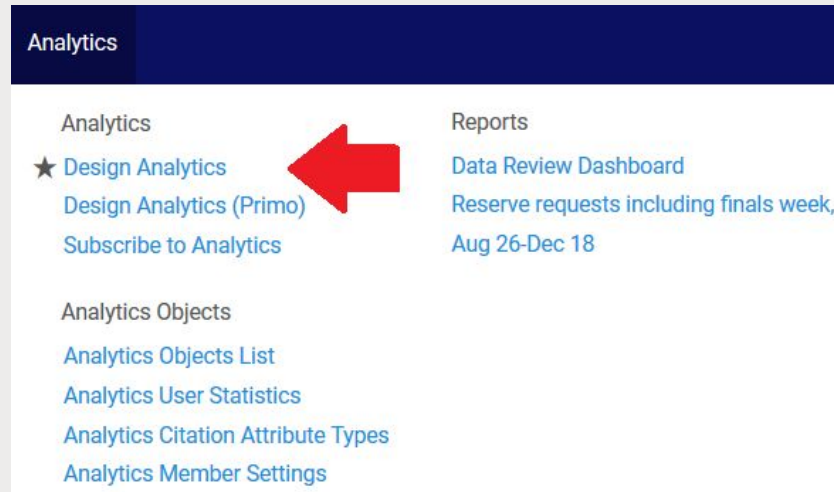 Analytics
Analytics
Design Analytics
Design Analytics (Primo)
Subscribe to Analytics
Analytics Objects
Analytics Objects List
Analytics User Statistics
Analytics Citation Attribute Types
Analytics Member Settings
Reports
Data Review Dashboard
Reserve requests including finals week,
Aug 26-Dec 18